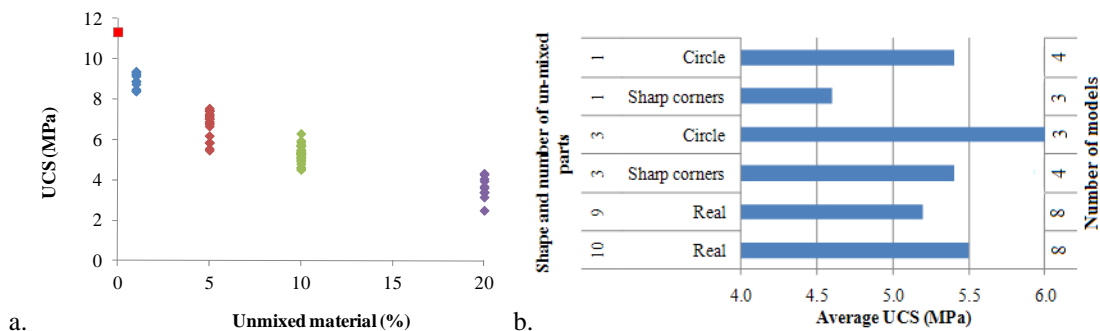 12
10
8
6
4
2
0
UCS (MPa)
0 5 10 15 20
Unmixed material (%)
a.
Shape and number of un-mixed
parts
1 Circle 4
1 Sharp corners 3
3 Circle 3
3 Sharp corners 4
9 Real 8
10 Real 8
Number of models
4.0 4.5 5.0 5.5 6.0
Average UCS (MPa)
b.